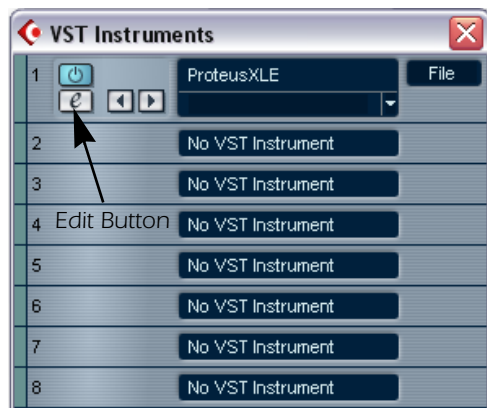 VST Instruments
1 ProteusXLE File
e
2 No VST Instrument
3 No VST Instrument
4 Edit Button No VST Instrument
5 No VST Instrument
6 No VST Instrument
7 No VST Instrument
8 No VST Instrument